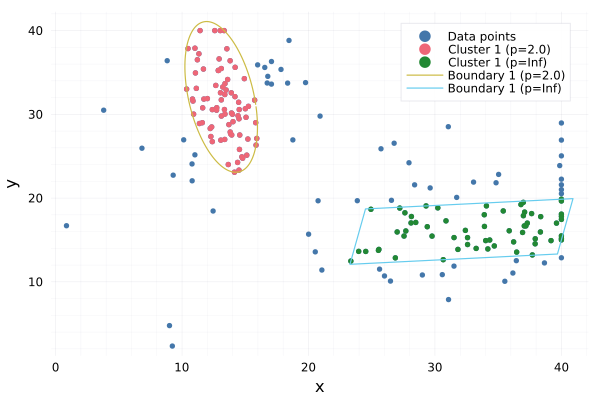 40
30
20
10
0
10
20
30
40
x
y
Data points
Cluster 1 (p=2.0)
Cluster 1 (p=Inf)
Boundary 1 (p=2.0)
Boundary 1 (p=Inf)